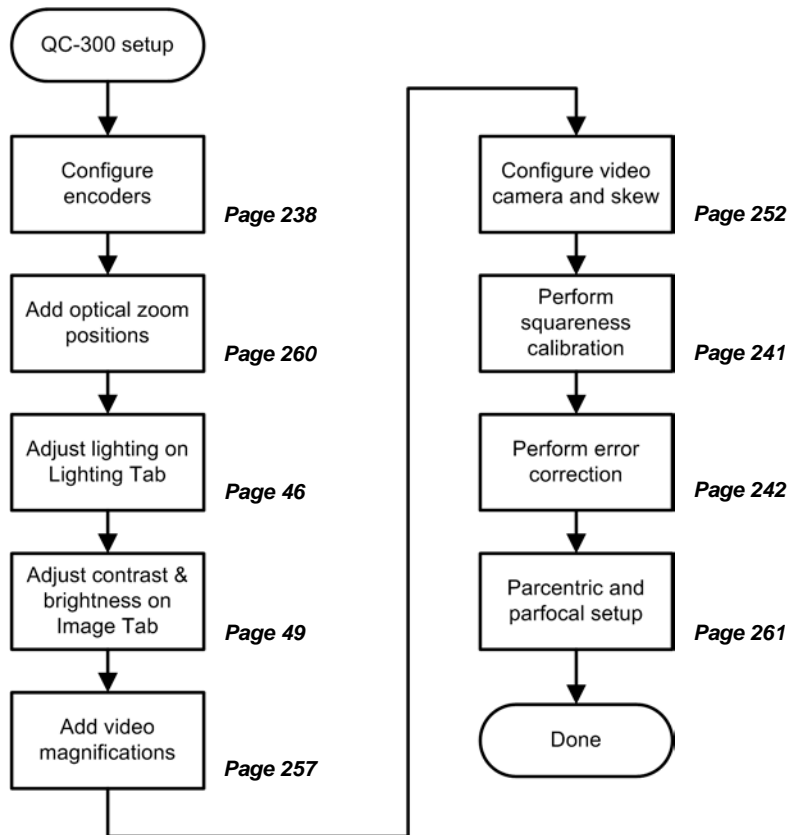 QC-300 setup
Configure
encoders
Page 238
Add optical zoom
positions
Page 260
Adjust lighting on
Lighting Tab
Page 46
Adjust contrast &
brightness on
Image Tab
Page 49
Add video
magnifications
Page 257
Configure video
camera and skew
Page 252
Perform
squareness
calibration
Page 241
Perform error
correction
Page 242
Parcentric and
parfocal setup
Page 261
Done